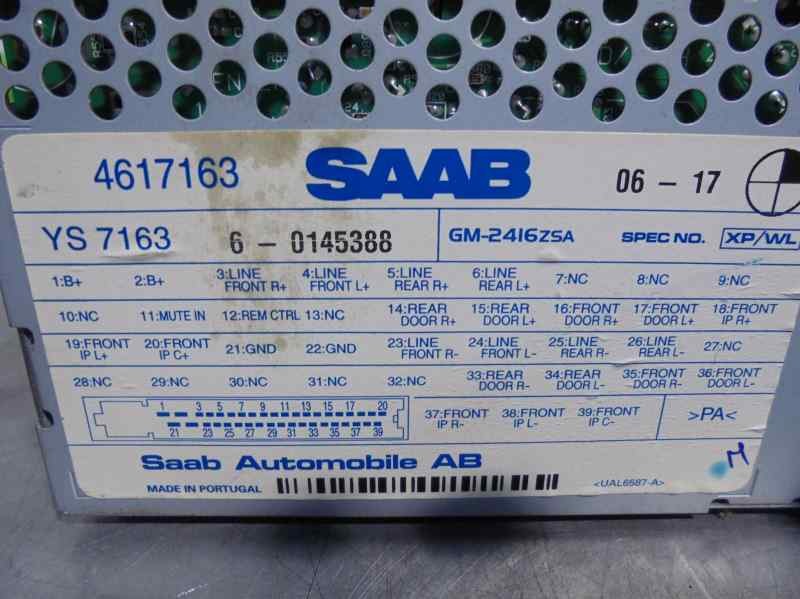 4617163 SAAB 06 - 17
YS 7163 6 - 0145388 GM-2416ZSA SPEC NO. XP/WL
1:B+ 2:B+ 3:LINE FRONT R+ 4:LINE FRONT L+ 5:LINE REAR R+ 6:LINE REAR L+ 7:NC 8:NC 9:NC
10:NC 11:MUTE IN 12:REM CTRL 13:NC 14:REAR DOOR R+ 15:REAR DOOR L+ 16:FRONT DOOR R+ 17:FRONT DOOR L+ 18:FRONT IP R+
19:FRONT IP L+ 20:FRONT IP C+ 21:GND 22:GND 23:LINE FRONT R- 24:LINE FRONT L- 25:LINE REAR R- 26:LINE REAR L- 27:NC
28:NC 29:NC 30:NC 31:NC 32:NC 33:REAR DOOR R- 34:REAR DOOR L- 35:FRONT DOOR R- 36:FRONT DOOR L-
1 3 5 7 9 11 13 15 17 20
21 23 25 27 29 31 33 35 37 39
37:FRONT IP R- 38:FRONT IP L- 39:FRONT IP C- >PA<
Saab Automobile AB
MADE IN PORTUGAL <UAL6587-A>